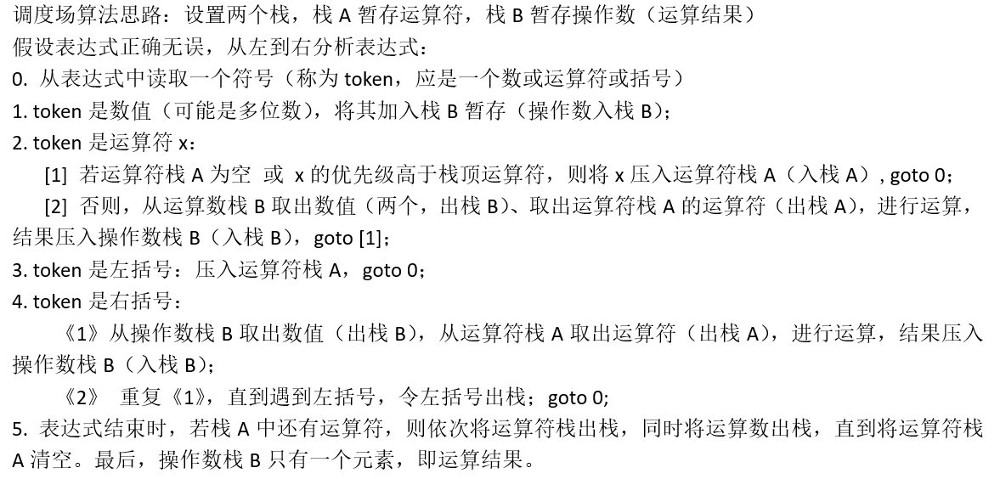 调度场算法思路：设置两个栈，栈 A 暂存运算符，栈 B 暂存操作数（运算结果）
假设表达式正确无误，从左到右分析表达式：
0. 从表达式中读取一个符号（称为 token，应是一个数或运算符或括号）
1. token 是数值（可能是多位数），将其加入栈 B 暂存（操作数入栈 B）；
2. token 是运算符 x：
[1] 若运算符栈 A 为空 或 x 的优先级高于栈顶运算符，则将 x 压入运算符栈 A（入栈 A）, goto 0；
[2] 否则，从运算数栈 B 取出数值（两个，出栈 B）、取出运算符栈 A 的运算符（出栈 A），进行运算，
结果压入操作数栈 B（入栈 B），goto [1]；
3. token 是左括号：压入运算符栈 A，goto 0；
4. token 是右括号：
《1》从操作数栈 B 取出数值（出栈 B），从运算符栈 A 取出运算符（出栈 A），进行运算，结果压入
操作数栈 B（入栈 B）；
《2》 重复《1》，直到遇到左括号，令左括号出栈；goto 0;
5. 表达式结束时，若栈 A 中还有运算符，则依次将运算符栈出栈，同时将运算数出栈，直到将运算符栈
A 清空。最后，操作数栈 B 只有一个元素，即运算结果。